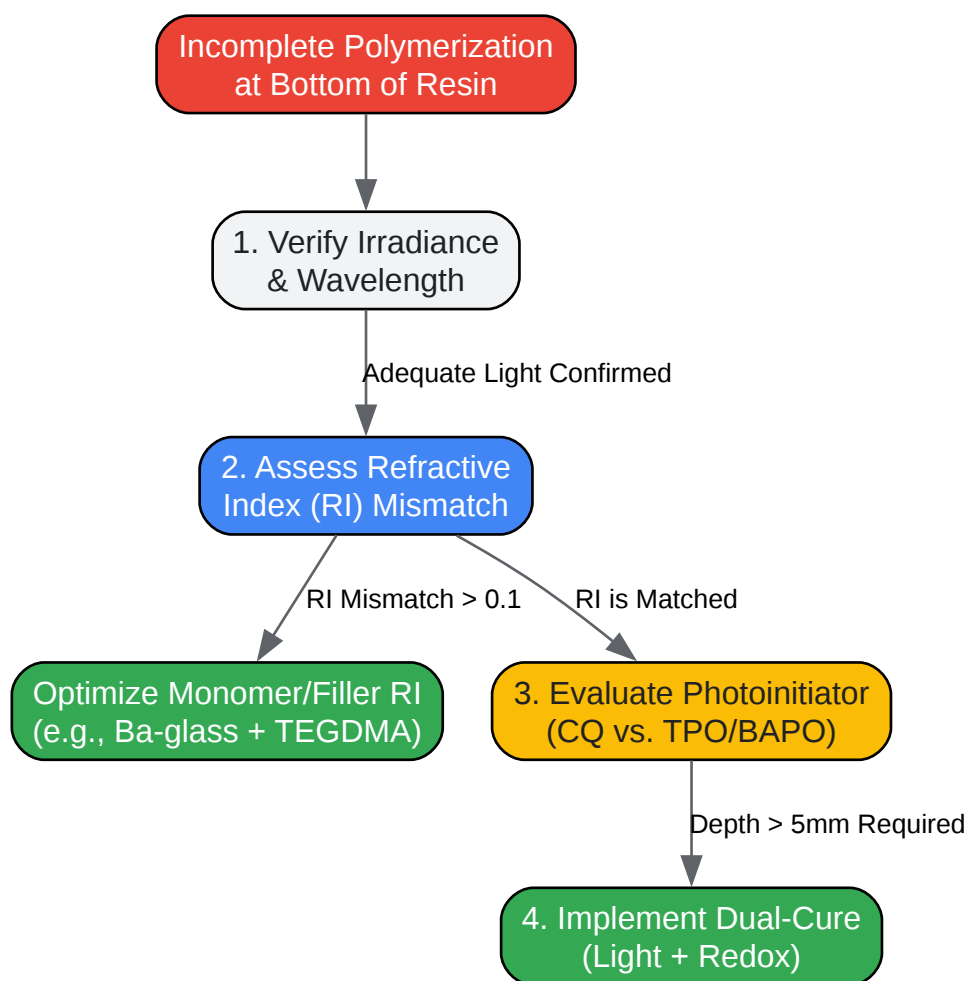 Incomplete Polymerization
at Bottom of Resin
1. Verify Irradiance
& Wavelength
Adequate Light Confirmed
2. Assess Refractive
Index (RI) Mismatch
RI Mismatch > 0.1
RI is Matched
Optimize Monomer/Filler RI
(e.g., Ba-glass + TEGDMA)
3. Evaluate Photoinitiator
(CQ vs. TPO/BAPO)
Depth > 5mm Required
4. Implement Dual-Cure
(Light + Redox)